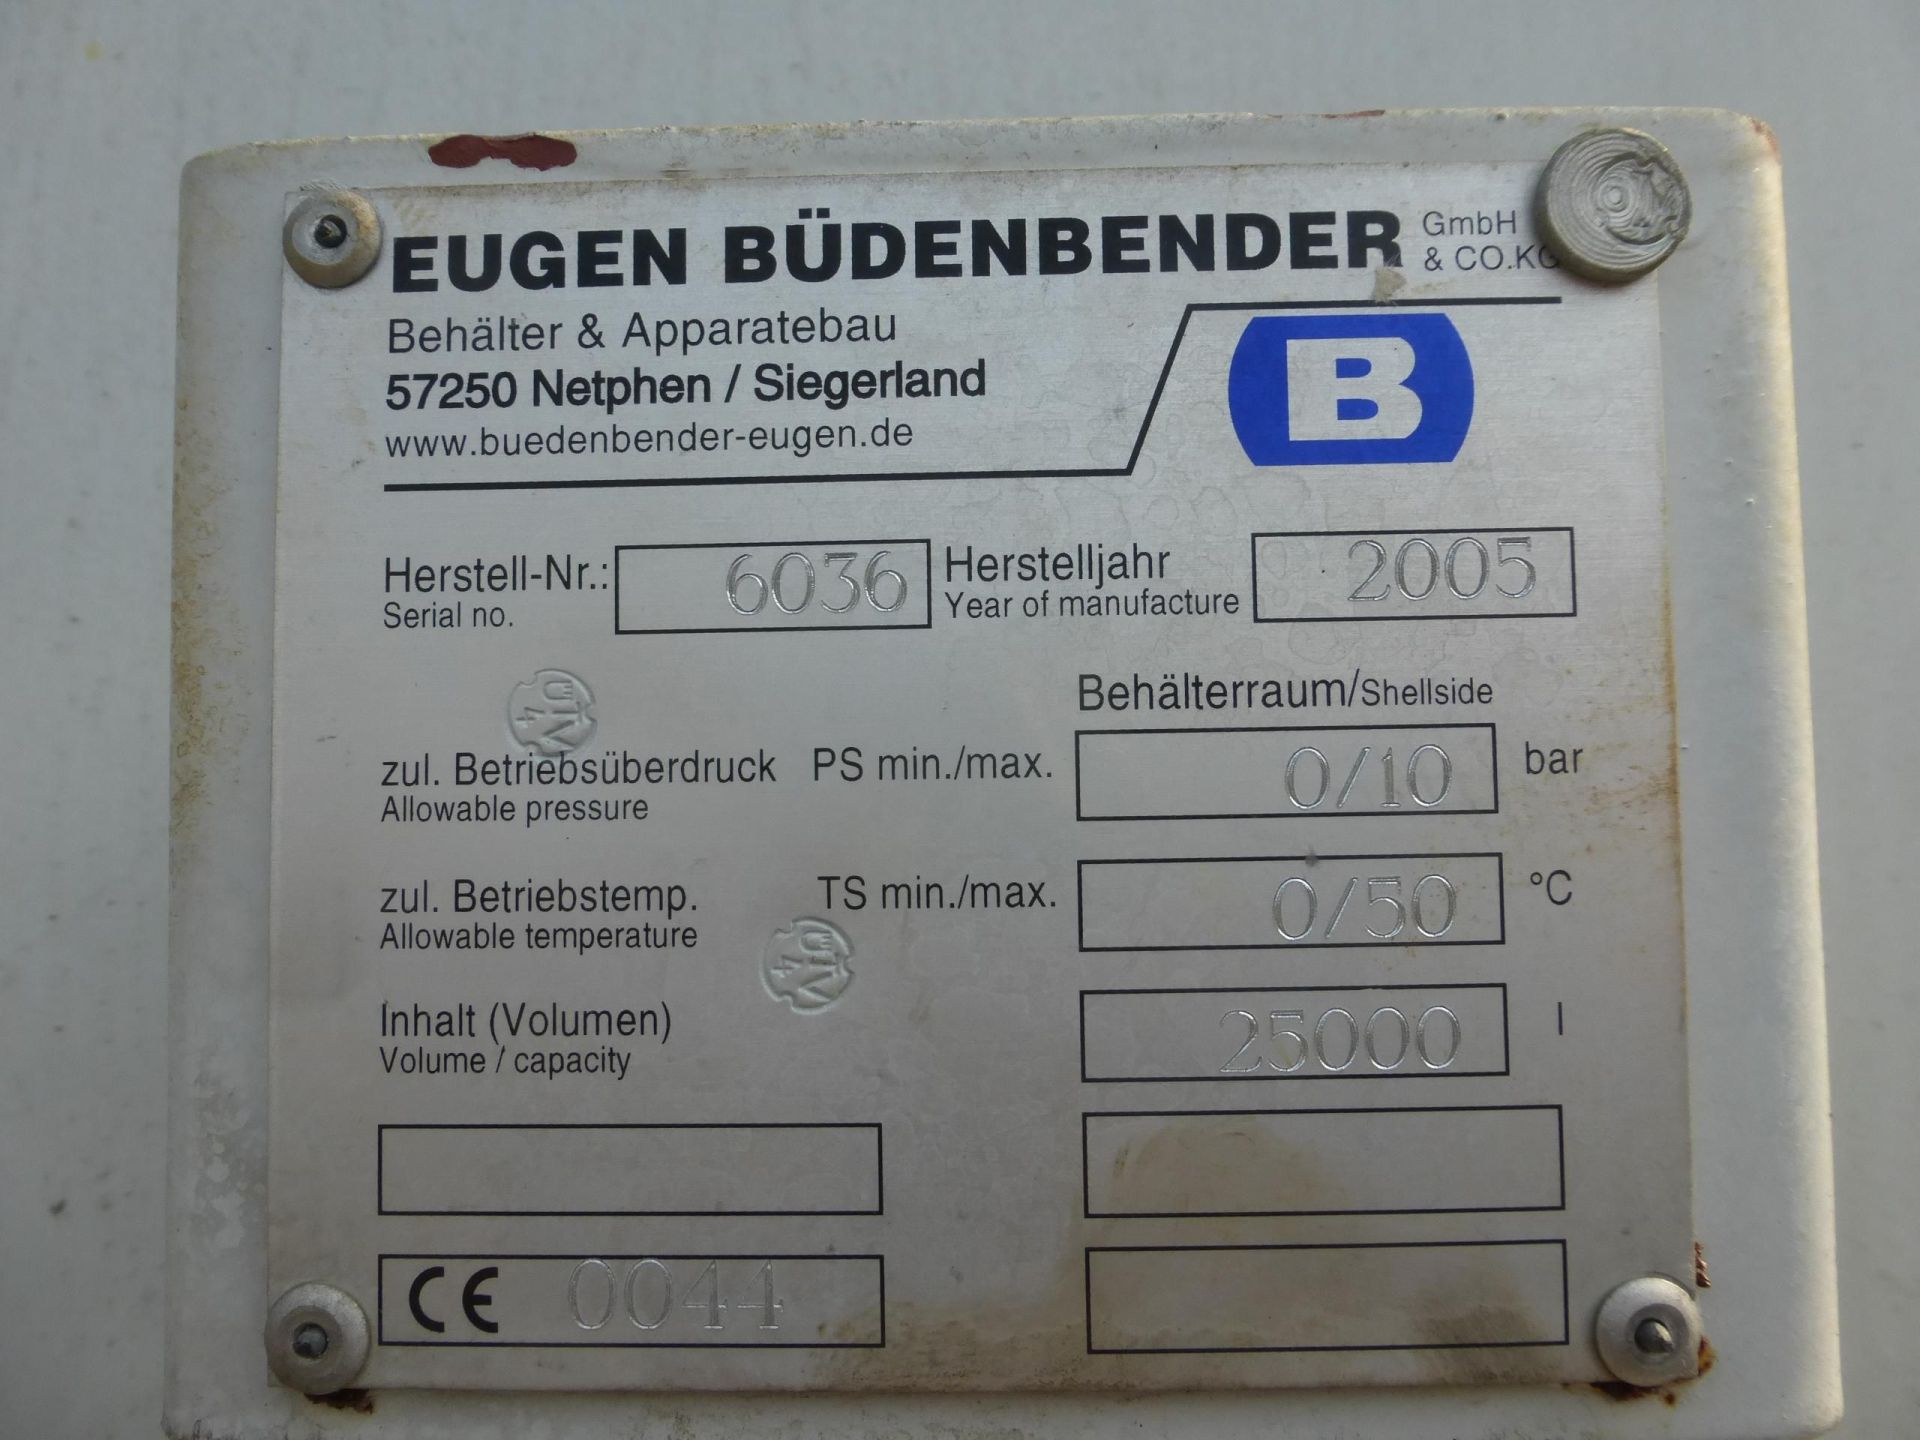 EUGEN BÜDENBENDER GmbH
& CO.KG
Behälter & Apparatebau
57250 Netphen / Siegerland
www.buedenbender-eugen.de
B
Herstell-Nr.: 6036 Herstelljahr 2005
Serial no. Year of manufacture
Behälterraum/Shellside
zul. Betriebsüberdruck PS min./max. 0/10 bar
Allowable pressure
zul. Betriebstemp. TS min./max. 0/50 °C
Allowable temperature
Inhalt (Volumen) 25000 l
Volume / capacity
CE 0044